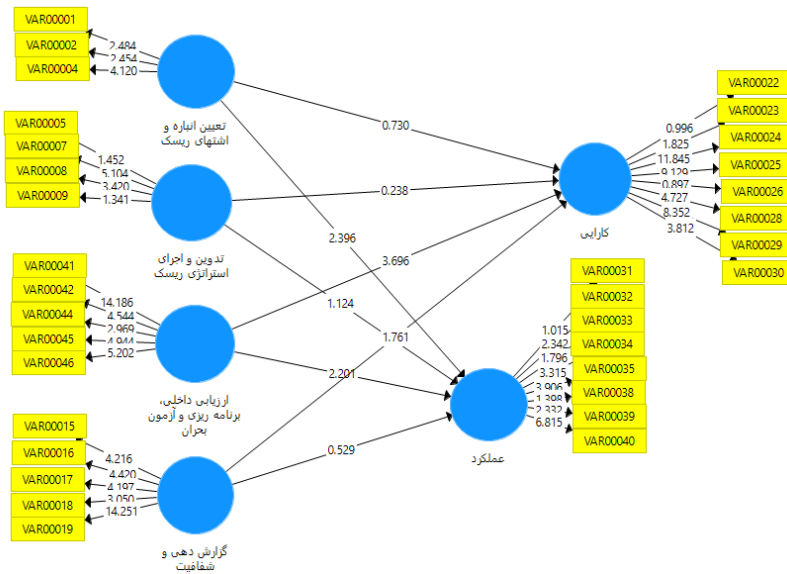 VAR00001
VAR00002
VAR00004
2.484
2.454
4.120
تعیین انباره و
اشتهای ریسک
VAR00005
VAR00007
VAR00008
VAR00009
1.452
5.104
3.420
1.341
تدوین و اجرای
استراتژی ریسک
VAR00041
VAR00042
VAR00044
VAR00045
VAR00046
14.186
4.544
2.969
4.944
5.202
ارزیابی داخلی،
برنامه ریزی و آزمون
بحران
VAR00015
VAR00016
VAR00017
VAR00018
VAR00019
4.216
4.420
4.197
3.050
14.251
گزارش دهی و
شفافیت
0.730
0.238
2.396
3.696
1.124
1.761
2.201
0.529
کارایی
0.996
1.825
11.845
9.129
0.897
4.727
8.352
3.812
VAR00022
VAR00023
VAR00024
VAR00025
VAR00026
VAR00028
VAR00029
VAR00030
عملکرد
1.015
2.342
1.796
3.315
3.906
1.398
2.332
6.815
VAR00031
VAR00032
VAR00033
VAR00034
VAR00035
VAR00038
VAR00039
VAR00040